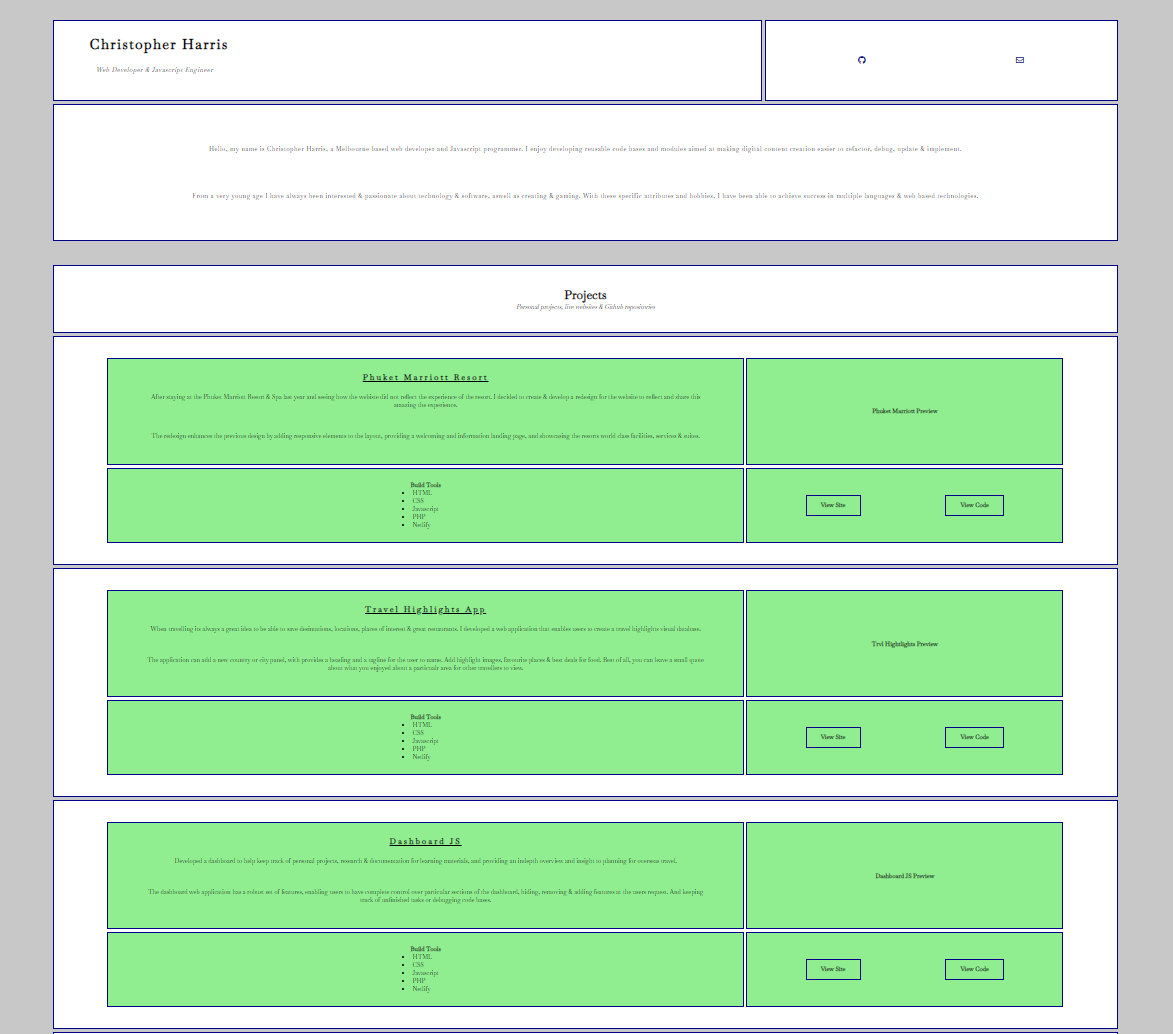 Christopher Harris
Web Developer & Javascript Engineer
Hello, my name is Christopher Harris, a Melbourne based web developer and Javascript programmer. I enjoy developing reusable code bases and modules aimed at making digital content creation easier to refactor, debug, update & implement.
From a very young age I have always been interested & passionate about technology & software, aswell as creating & gaming. With these specific attributes and hobbies, I have been able to achieve success in multiple languages & web based technologies.
Projects
Personal projects, live websites & Github repositories
Phuket Marriott Resort
After staying at the Phuket Marriott Resort & Spa last year and seeing how the website did not reflect the experience of the resort. I decided to create & develop a redesign for the website to reflect and share this
amazing the experience.
Phuket Marriott Preview
The redesign enhances the previous design by adding responsive elements to the layout, providing a welcoming and information landing page, and showcasing the resorts world class facilities, services & suites.
Build Tools
HTML
CSS
Javascript
PHP
Netlify
View Site
View Code
Travel Highlights App
When travelling its always a great idea to be able to save destinations, locations, places of interest & great restaurants. I developed a web application that enables users to create a travel highlights visual database.
Trvl Hightlights Preview
The application can add a new country or city panel, with provides a heading and a tagline for the user to name. Add highlight images, favourite places & best deals for food. Best of all, you can leave a small quote
about what you enjoyed about a particualr area for other travellers to view.
Build Tools
HTML
CSS
Javascript
PHP
Netlify
View Site
View Code
Dashboard JS
Developed a dashboard to help keep track of personal projects, research & documentation for learning materials, and providing an indepth overview and insight to planning for overseas travel.
Dashboard JS Preview
The dashboard web application has a robust set of features, enabling users to have complete control over particular sections of the dashboard, hiding, removing & adding features at the users request. And keeping
track of unfinished tasks or debugging code bases.
Build Tools
HTML
CSS
Javascript
PHP
Netlify
View Site
View Code